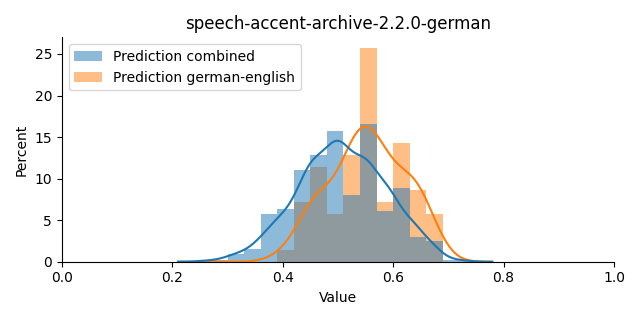 speech-accent-archive-2.2.0-german
Prediction combined
Prediction german-english
Percent
25
20
15
10
5
0
0.0 0.2 0.4 0.6 0.8 1.0
Value